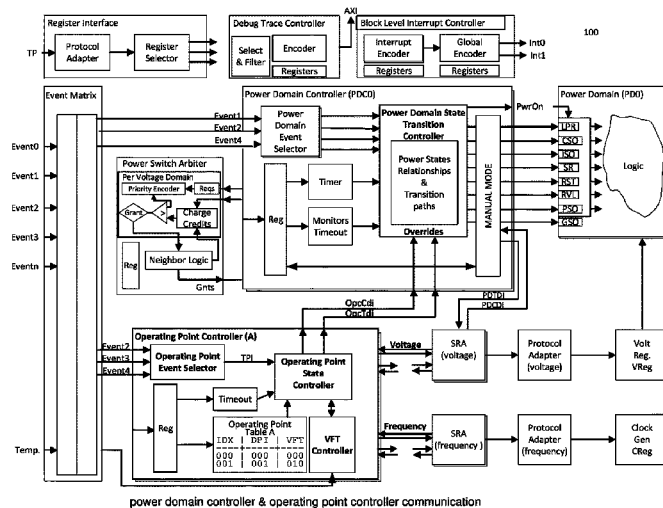 Register Interface
TP
Protocol
Adapter
Register
Selector
Debug Trace Controller
Select
& Filter
Encoder
Registers
AXI
Block Level Interrupt Controller
Interrupt
Encoder
Registers
Global
Encoder
Registers
Int0
Int1
100
Event Matrix
Event0
Event1
Event2
Event3
Eventn
Temp.
Event1
Event2
Event4
Power Domain Controller (PDC0)
Power
Domain
Event
Selector
Reg
Timer
Monitors
Timeout
Power Domain State
Transition
Controller
Power States
Relationships
&
Transition
paths
Overrides
MANUAL MODE
PwrOn
Power Domain (PD0)
LPR
CSO
ISO
SR
RST
RVL
PSO
GSO
Logic
Power Switch Arbiter
Per Voltage Domain
Priority Encoder
Reqs
Grant
>
Charge
Credits
Reg
Neighbor Logic
Gnts
OpcCdi
OpcTdi
PDTDI
PDCDI
Operating Point Controller (A)
Event2
Event3
Event4
Operating Point
Event Selector
TPI
Operating Point
State
Controller
Reg
Timeout
Operating Point
Table A
IDX | DPI | VFT
000 000 000
001 001 010
VFT
Controller
Voltage
SRA
(voltage)
Protocol
Adapter
(voltage)
Volt
Reg.
VReg
Frequency
SRA
(frequency )
Protocol
Adapter
(frequency)
Clock
Gen
CReg
power domain controller & operating point controller communication